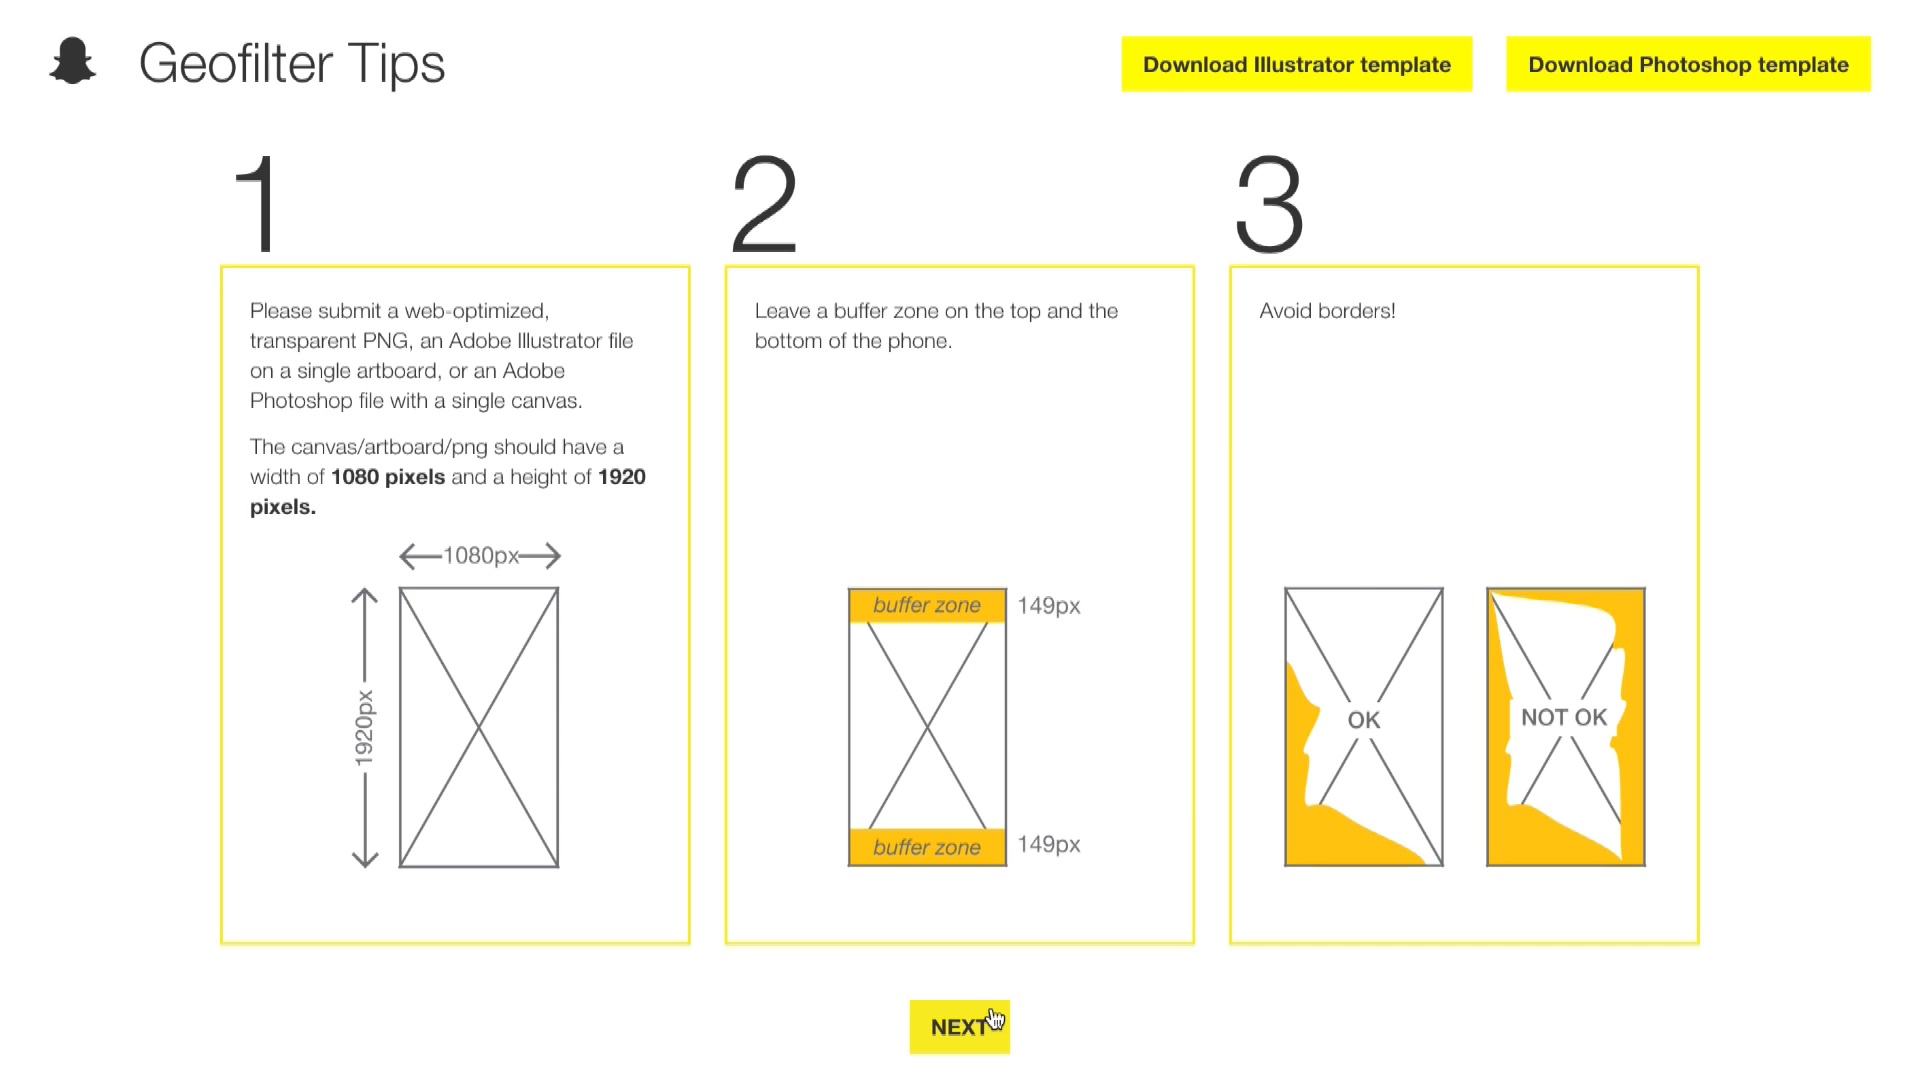 Geofilter Tips
Download Illustrator template
Download Photoshop template
1
Please submit a web-optimized,
transparent PNG, an Adobe Illustrator file
on a single artboard, or an Adobe
Photoshop file with a single canvas.
The canvas/artboard/png should have a
width of 1080 pixels and a height of 1920
pixels.
1080px
1920px
2
Leave a buffer zone on the top and the
bottom of the phone.
buffer zone
149px
buffer zone
149px
3
Avoid borders!
OK
NOT OK
NEXT